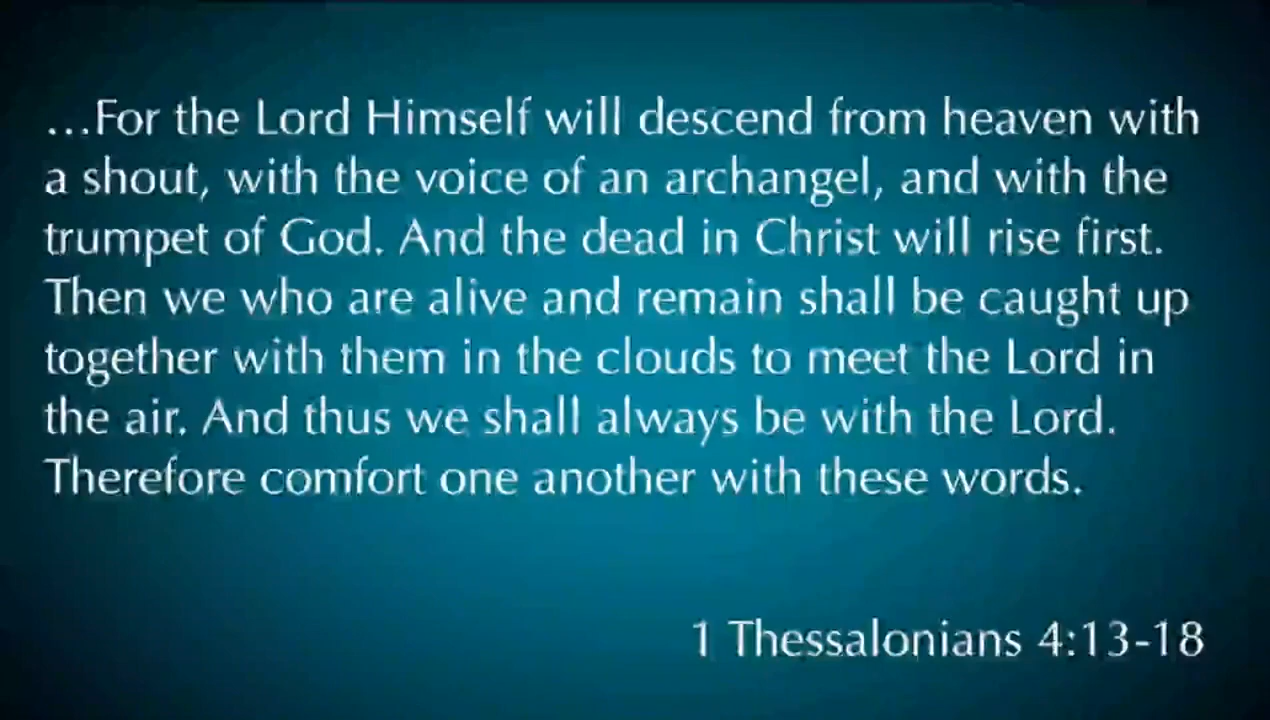 ...For the Lord Himself will descend from heaven with
a shout, with the voice of an archangel, and with the
trumpet of God. And the dead in Christ will rise first.
Then we who are alive and remain shall be caught up
together with them in the clouds to meet the Lord in
the air. And thus we shall always be with the Lord.
Therefore comfort one another with these words.
1 Thessalonians 4:13-18